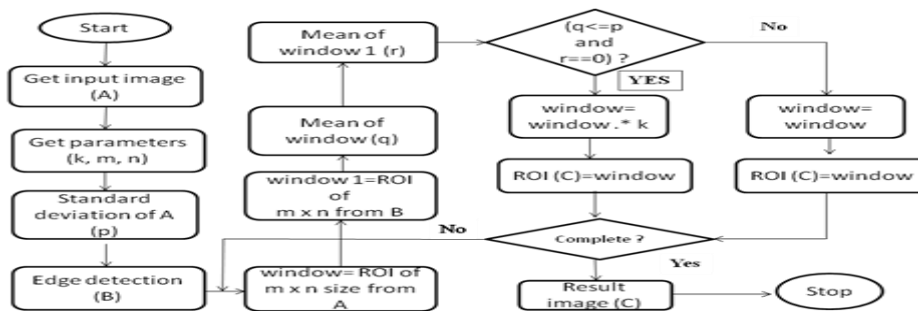 Start
Get input image
(A)
Get parameters
(k, m, n)
Standard
deviation of A
(p)
Edge detection
(B)
window= ROI of
m x n size from
A
window 1=ROI
of
m x n from B
Mean of
window (q)
Mean of
window 1 (r)
(q<=p
and
r==0) ?
YES
No
window=
window .* k
ROI (C)=window
window=
window
ROI (C)=window
Complete ?
No
Yes
Result
image (C)
Stop